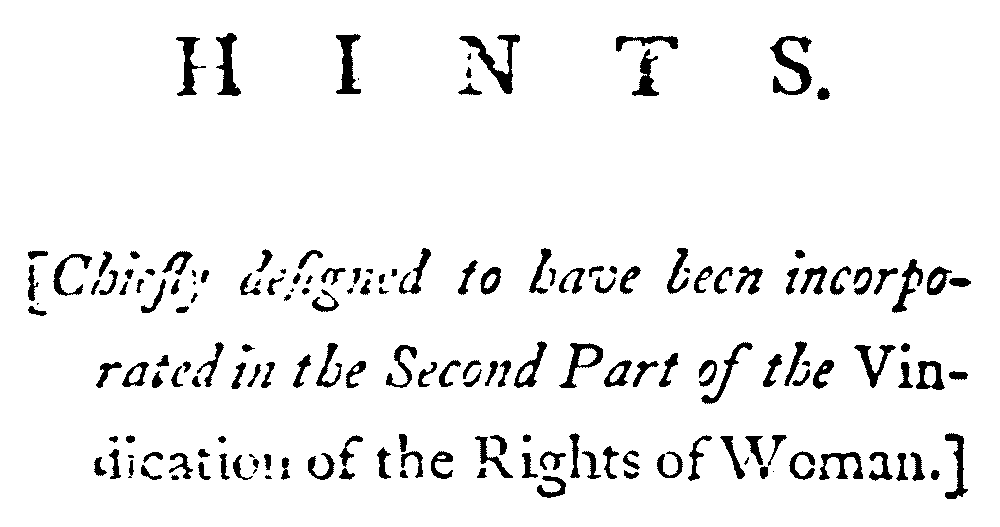 HINTS.
[Chiefly deſigned to have been incorpo-
rated in the Second Part of the Vin-
dication of the Rights of Woman.]